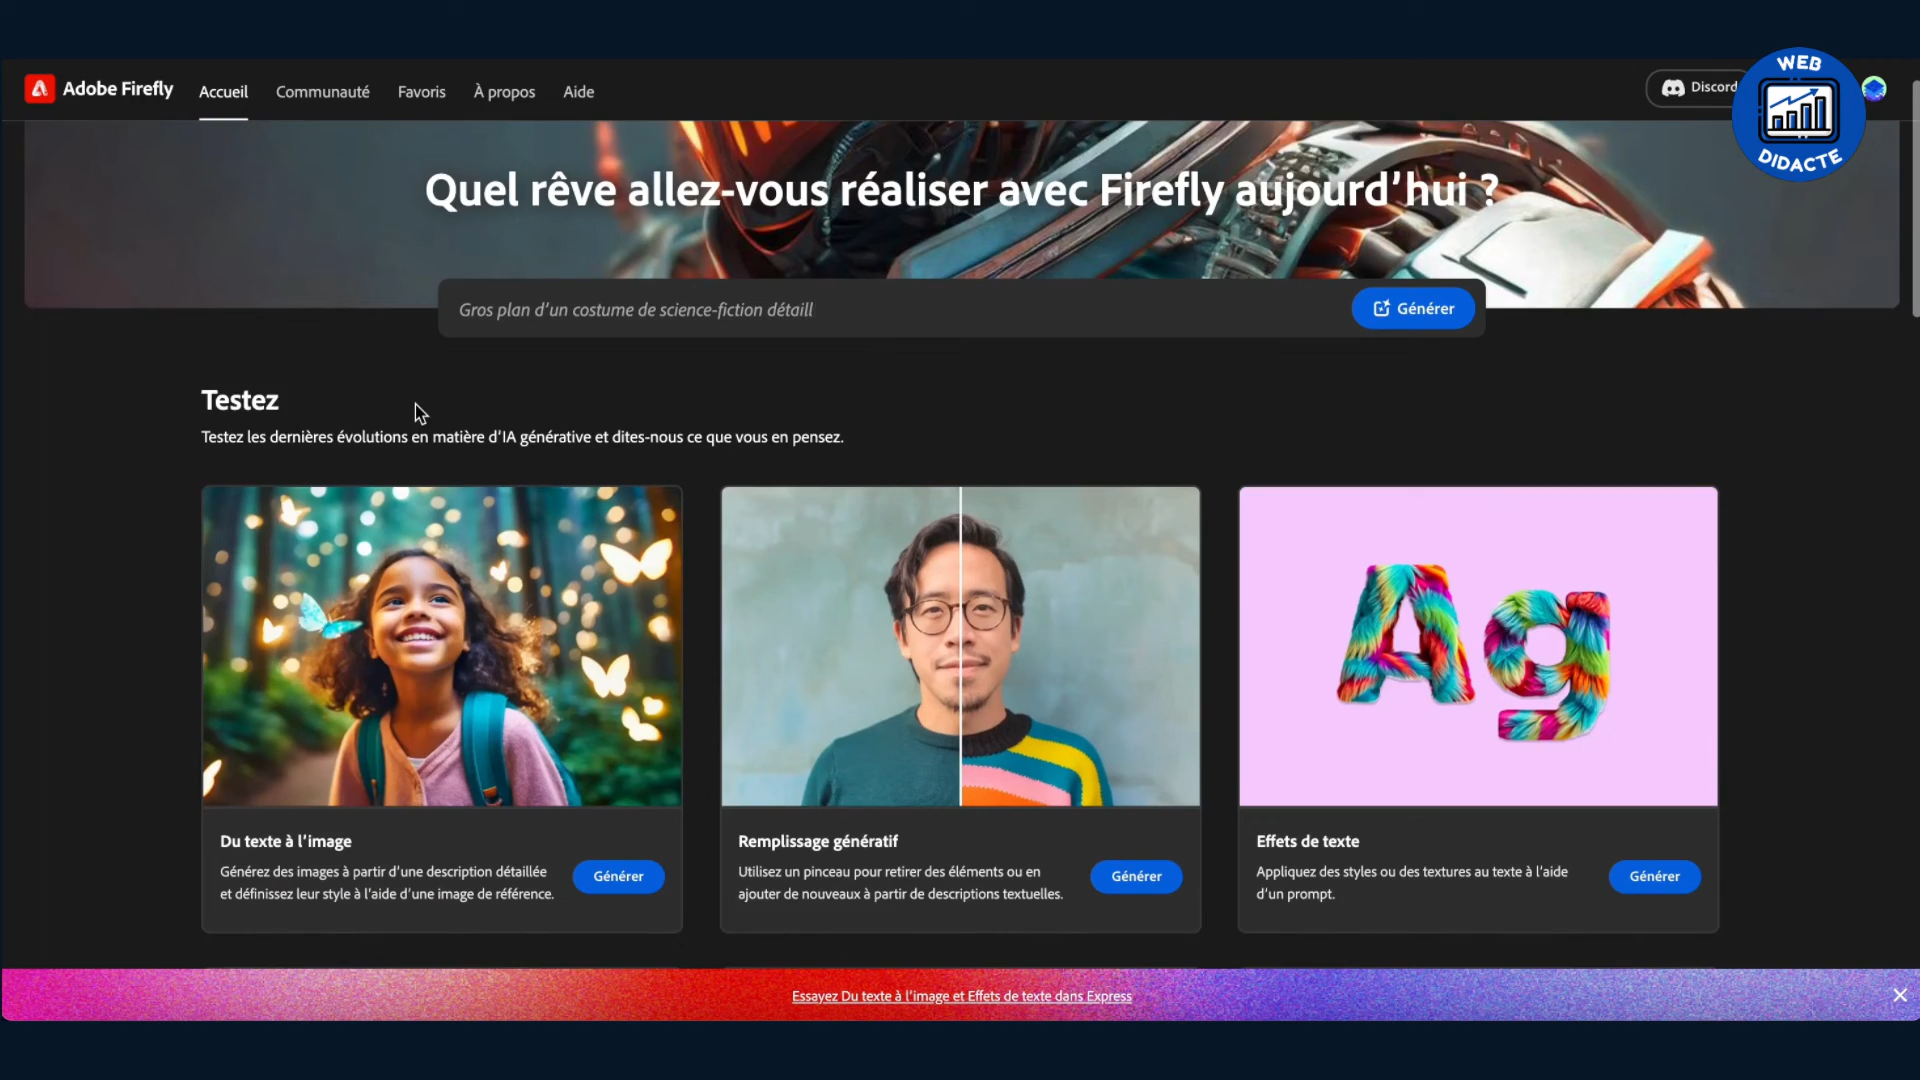 Adobe Firefly
Accueil
Communauté
Favoris
À propos
Aide
Discord
WEB
DIDACTE
Quel rêve allez-vous réaliser avec Firefly aujourd’hui ?
Gros plan d’un costume de science-fiction détaill
Générer
Testez
Testez les dernières évolutions en matière d’IA générative et dites-nous ce que vous en pensez.
Ag
Du texte à l’image
Générez des images à partir d’une description détaillée
et définissez leur style à l’aide d’une image de référence.
Générer
Remplissage génératif
Utilisez un pinceau pour retirer des éléments ou en
ajouter de nouveaux à partir de descriptions textuelles.
Générer
Effets de texte
Appliquez des styles ou des textures au texte à l’aide
d’un prompt.
Générer
Essayez Du texte à l’image et Effets de texte dans Express